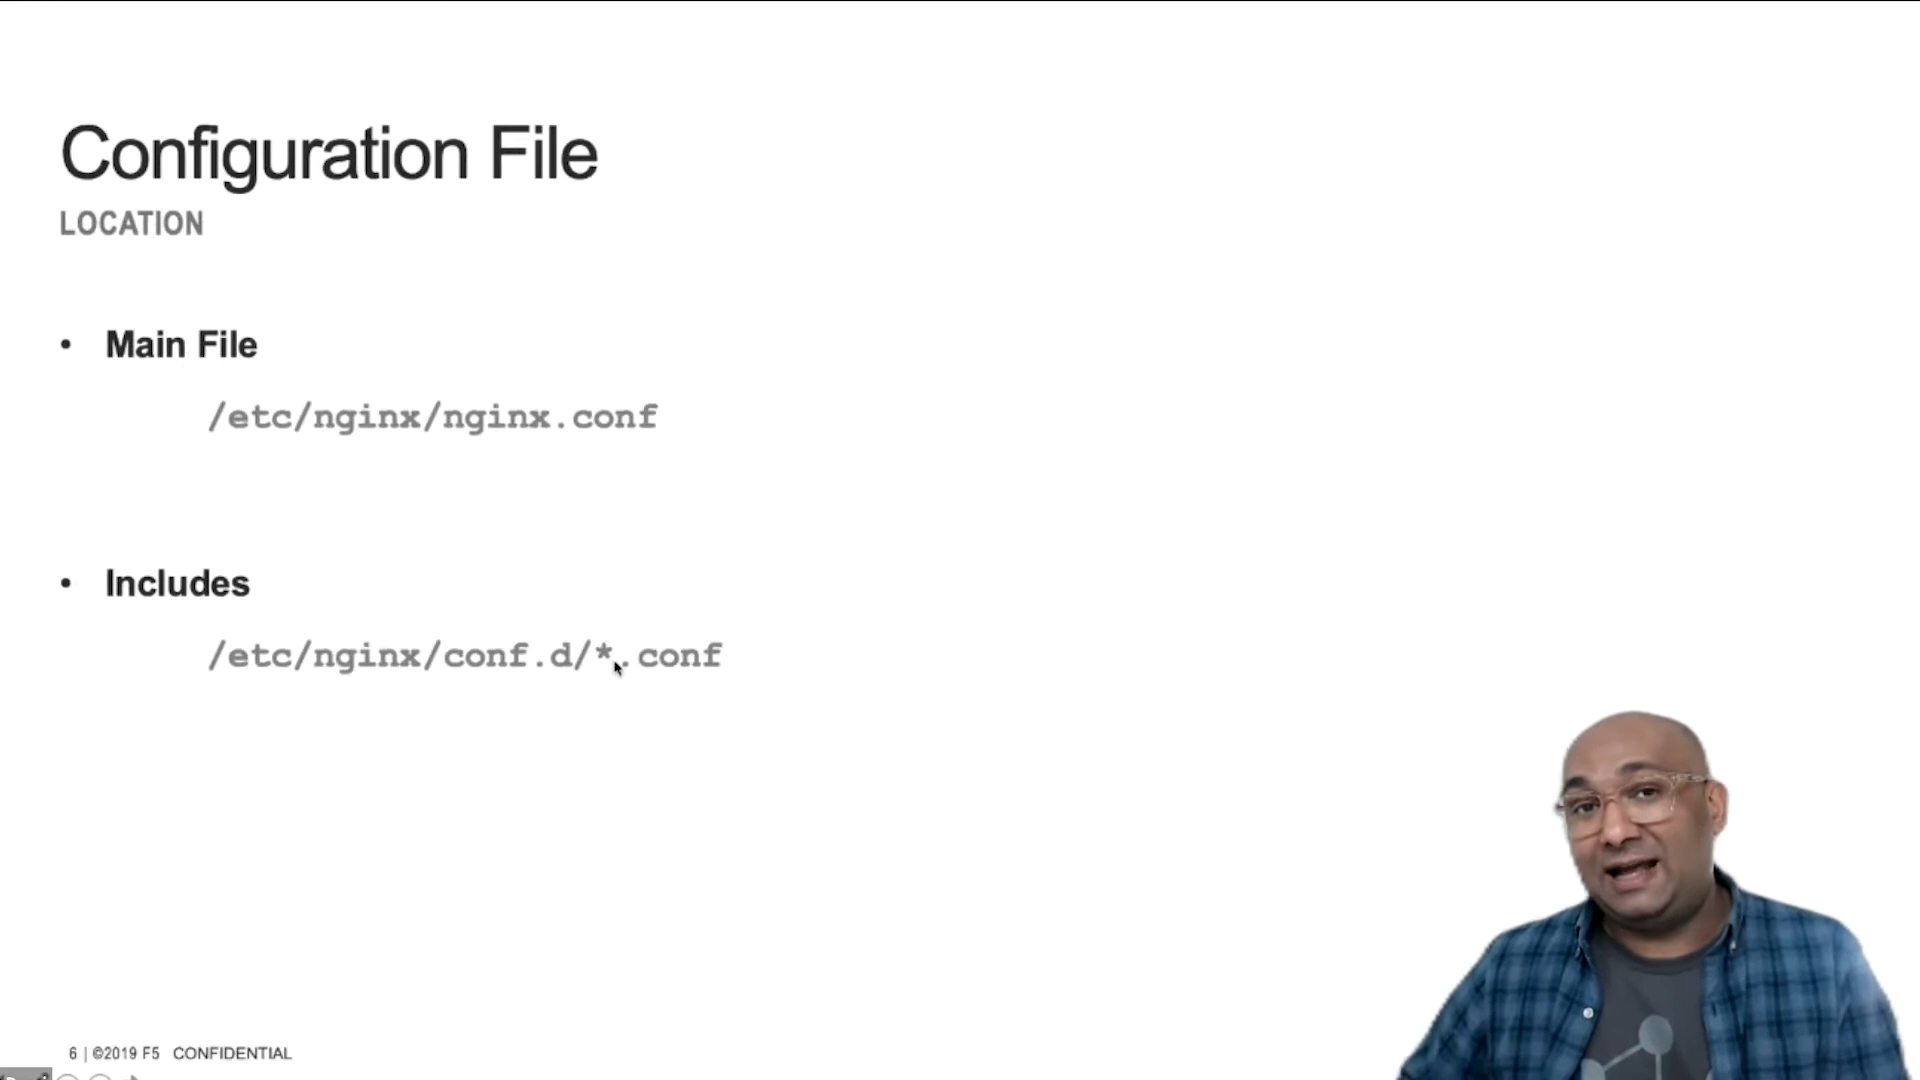 Configuration File
LOCATION
• Main File
/etc/nginx/nginx.conf
• Includes
/etc/nginx/conf.d/*.conf
6 | ©2019 F5 CONFIDENTIAL